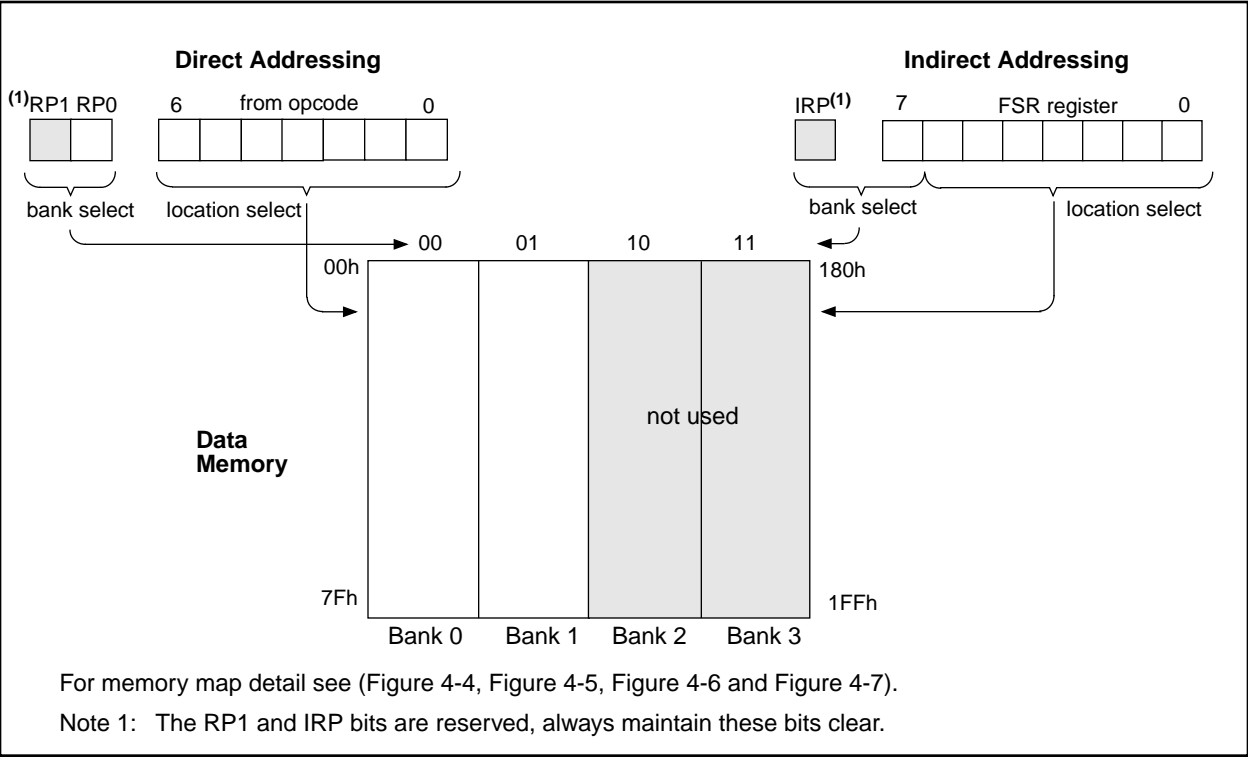 Direct Addressing
Indirect Addressing
(1)RP1 RP0
6 from opcode 0
IRP(1)
7 FSR register 0
bank select
location select
bank select
location select
00 01 10 11
00h
180h
not used
Data
Memory
7Fh
1FFh
Bank 0 Bank 1 Bank 2 Bank 3
For memory map detail see (Figure 4-4, Figure 4-5, Figure 4-6 and Figure 4-7).
Note 1: The RP1 and IRP bits are reserved, always maintain these bits clear.